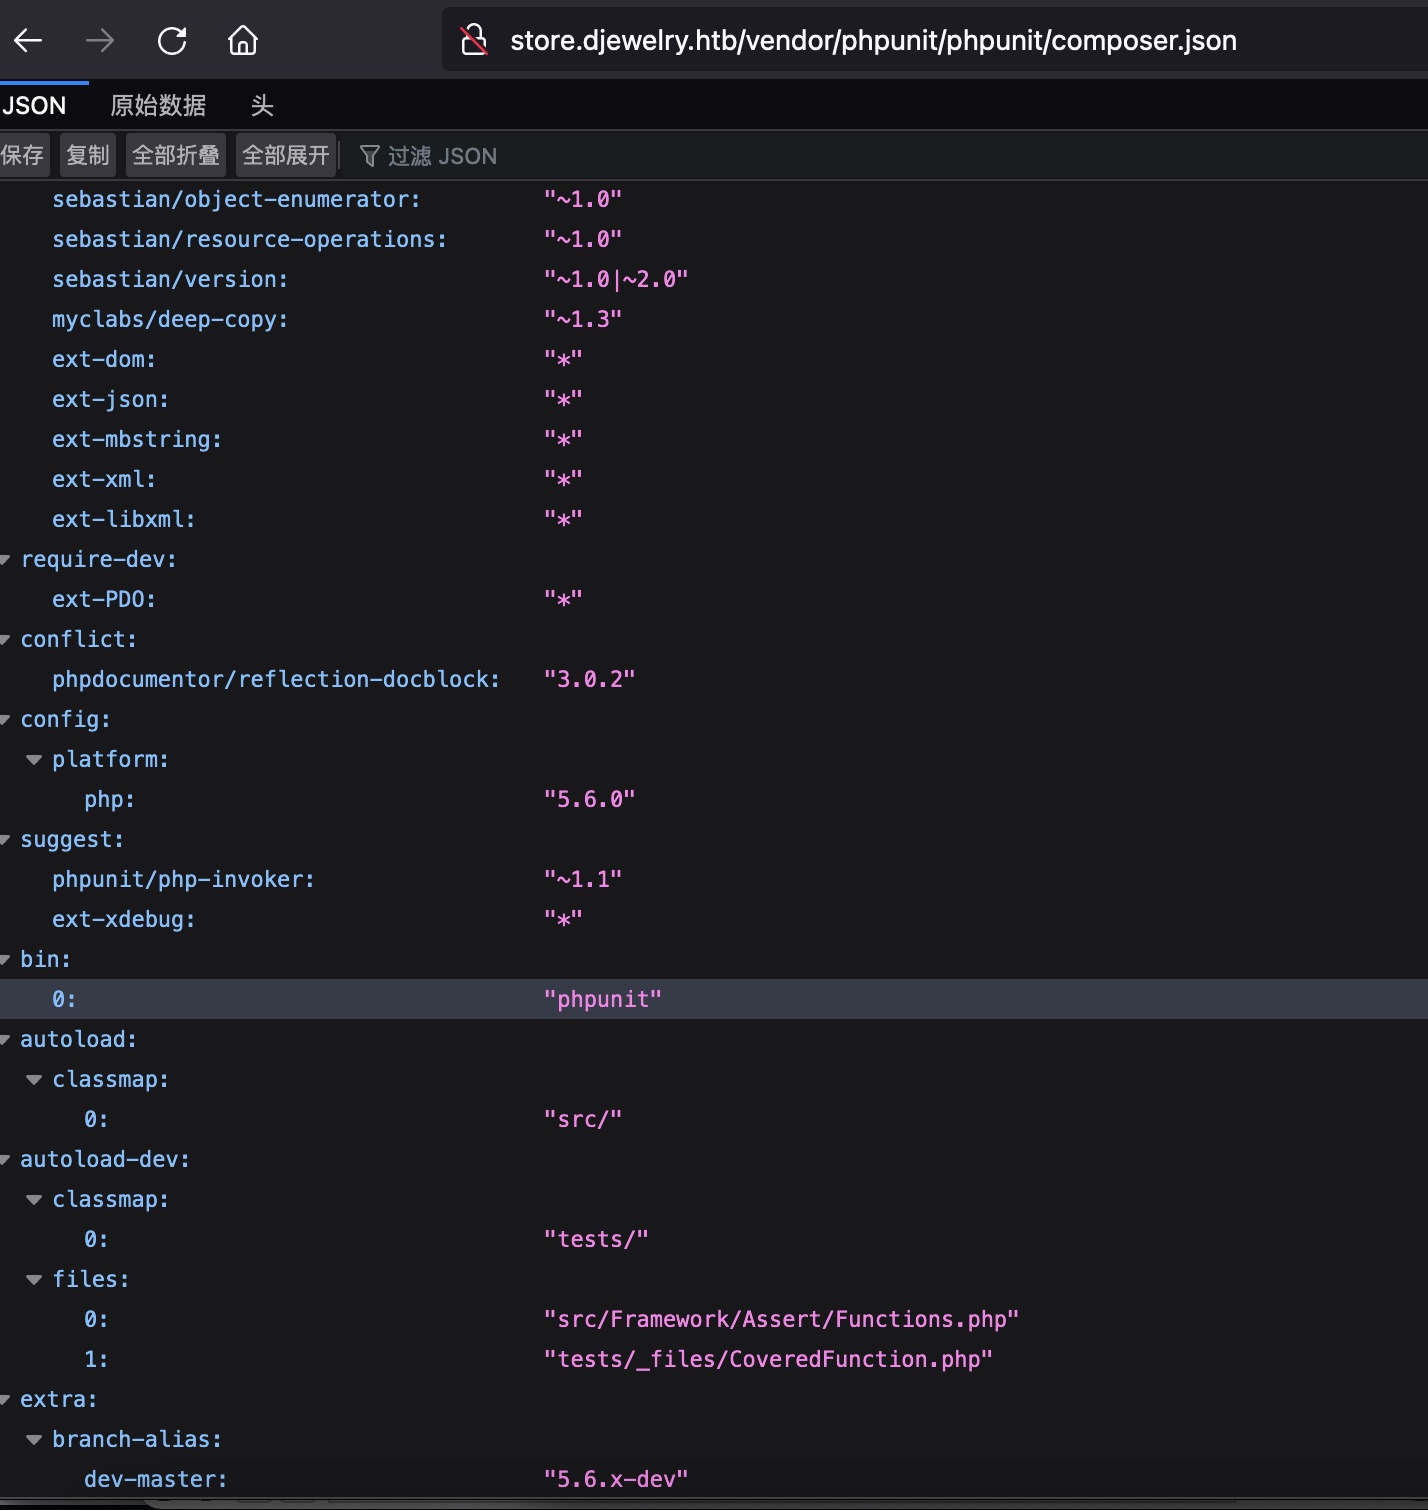 store.djewelry.htb/vendor/phpunit/phpunit/composer.json
JSON 原始数据 头
保存 复制 全部折叠 全部展开 过滤 JSON
sebastian/object-enumerator: "~1.0"
sebastian/resource-operations: "~1.0"
sebastian/version: "~1.0|~2.0"
myclabs/deep-copy: "~1.3"
ext-dom: "*"
ext-json: "*"
ext-mbstring: "*"
ext-xml: "*"
ext-libxml: "*"
require-dev:
ext-PDO: "*"
conflict:
phpdocumentor/reflection-docblock: "3.0.2"
config:
platform:
php: "5.6.0"
suggest:
phpunit/php-invoker: "~1.1"
ext-xdebug: "*"
bin:
0: "phpunit"
autoload:
classmap:
0: "src/"
autoload-dev:
classmap:
0: "tests/"
files:
0: "src/Framework/Assert/Functions.php"
1: "tests/_files/CoveredFunction.php"
extra:
branch-alias:
dev-master: "5.6.x-dev"